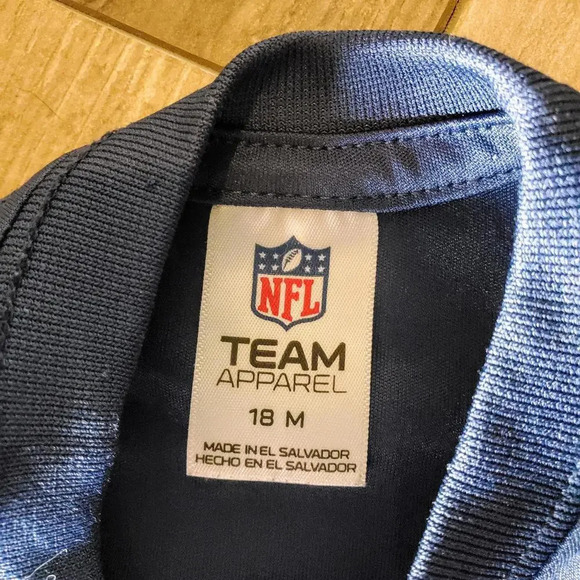 NFL
TEAM
APPAREL
18 M
MADE IN EL SALVADOR
HECHO EN EL SALVADOR